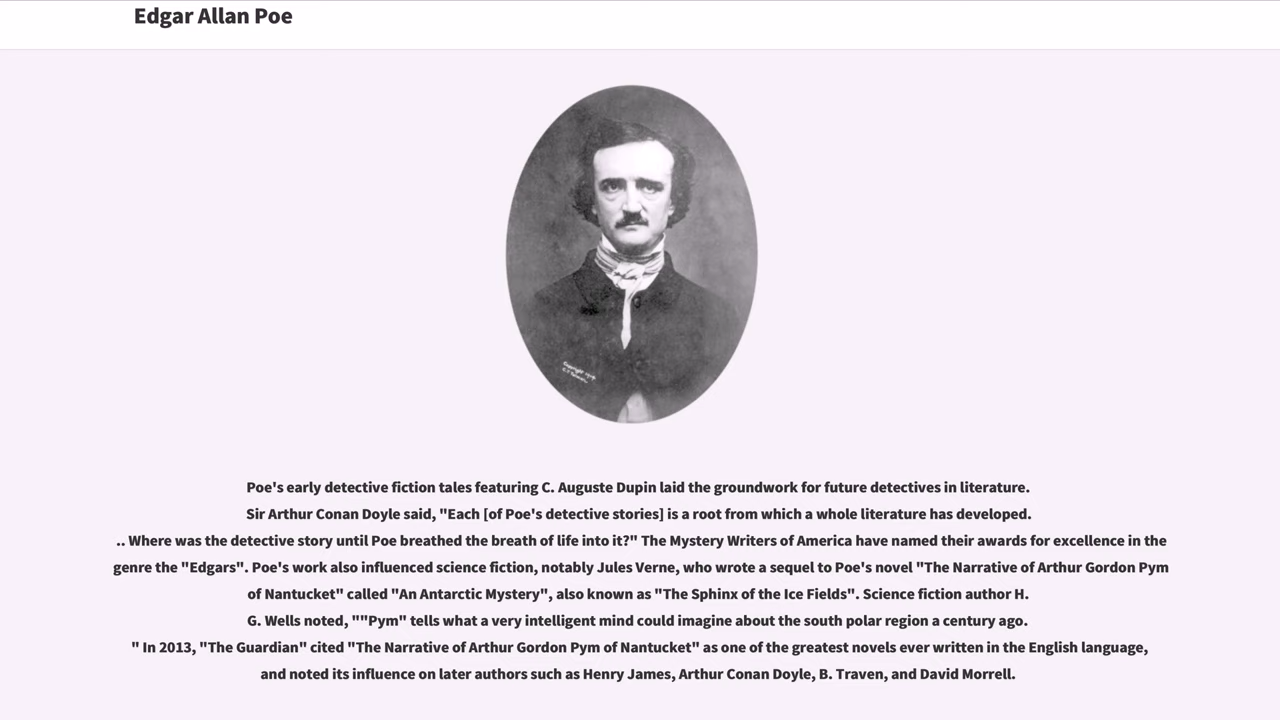 Edgar Allan Poe
Poe's early detective fiction tales featuring C. Auguste Dupin laid the groundwork for future detectives in literature.
Sir Arthur Conan Doyle said, "Each [of Poe's detective stories] is a root from which a whole literature has developed.
.. Where was the detective story until Poe breathed the breath of life into it?" The Mystery Writers of America have named their awards for excellence in the
genre the "Edgars". Poe's work also influenced science fiction, notably Jules Verne, who wrote a sequel to Poe's novel "The Narrative of Arthur Gordon Pym
of Nantucket" called "An Antarctic Mystery", also known as "The Sphinx of the Ice Fields". Science fiction author H.
G. Wells noted, ""Pym" tells what a very intelligent mind could imagine about the south polar region a century ago.
" In 2013, "The Guardian" cited "The Narrative of Arthur Gordon Pym of Nantucket" as one of the greatest novels ever written in the English language,
and noted its influence on later authors such as Henry James, Arthur Conan Doyle, B. Traven, and David Morrell.